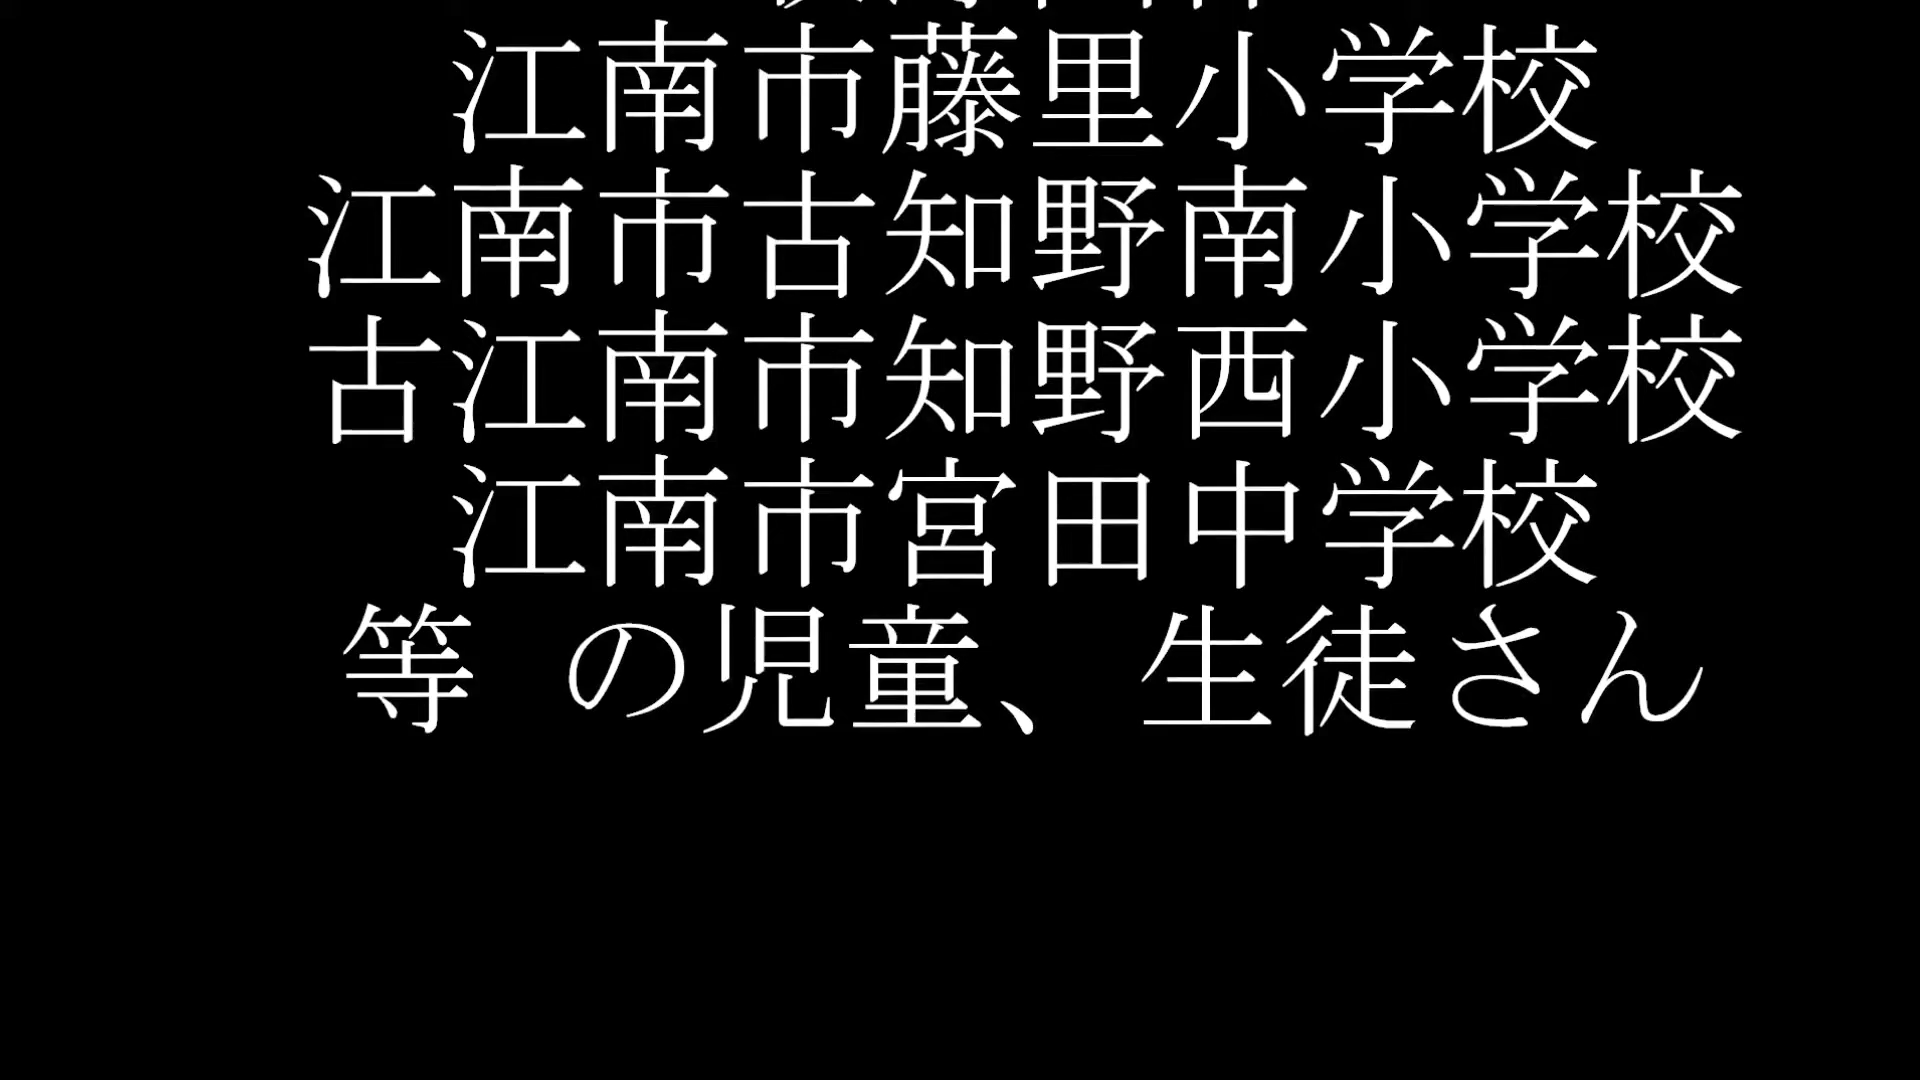 江南市藤里小学校
江南市古知野南小学校
古江南市知野西小学校
江南市宮田中学校
等 の児童、 生徒さん